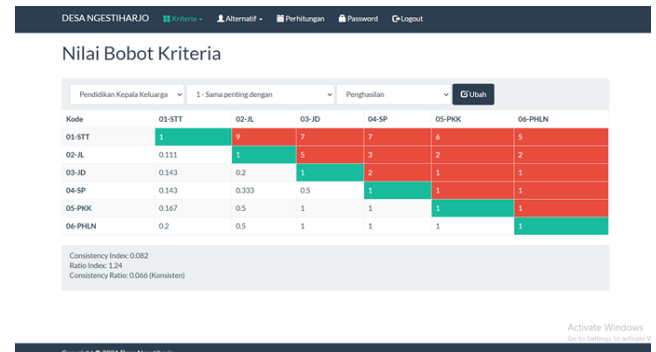 DESA NGESTIHARJO Kriteria Alternatif Perhitungan Password Logout
Nilai Bobot Kriteria
Pendidikan Kepala Keluarga 1 - Sama penting dengan Penghasilan Ubah
Kode 01-STT 02-JL 03-JD 04-SP 05-PKK 06-PHLN
01-STT 1 9 7 7 6 5
02-JL 0.111 1 5 3 2 2
03-JD 0.143 0.2 1 2 1 1
04-SP 0.143 0.333 0.5 1 1 1
05-PKK 0.167 0.5 1 1 1 1
06-PHLN 0.2 0.5 1 1 1 1
Consistency Index: 0.082
Ratio Index: 1.24
Consistency Ratio: 0.066 (Konsisten)
Activate Windows
Go to Settings to activate W